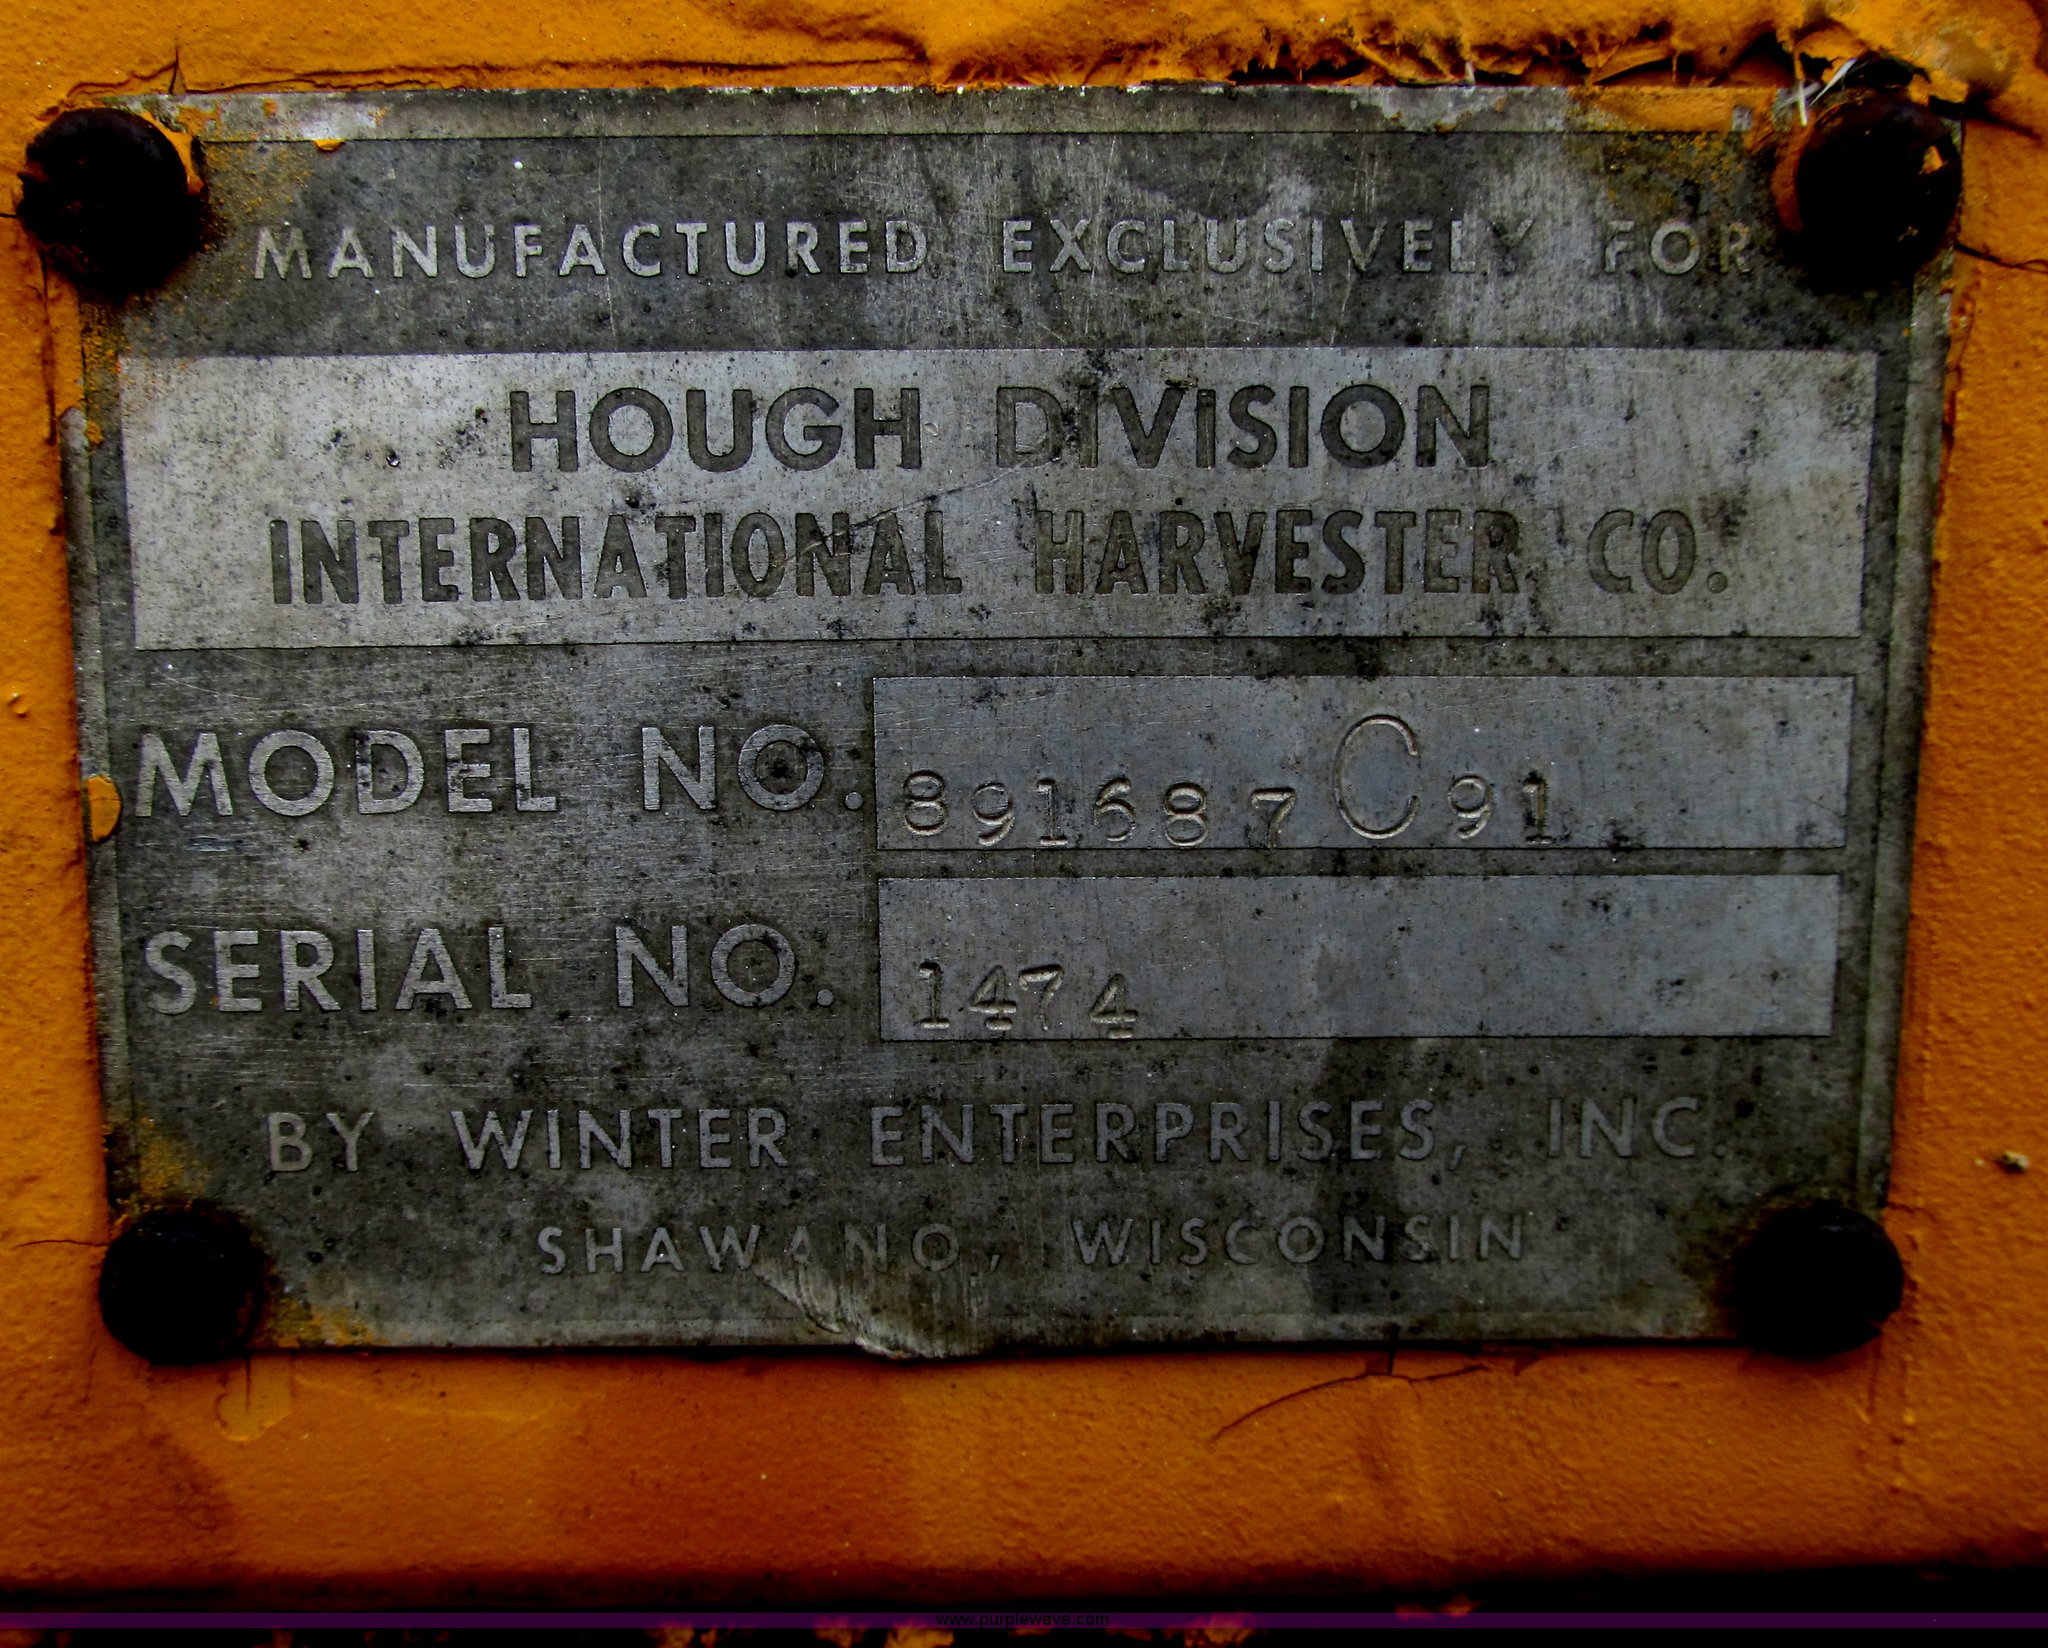 MANUFACTURED EXCLUSIVELY FOR
HOUGH DIVISION
INTERNATIONAL HARVESTER CO.
MODEL NO. 891687C91
SERIAL NO. 1474
BY WINTER ENTERPRISES, INC.
SHAWANO, WISCONSIN
www.purplewave.com